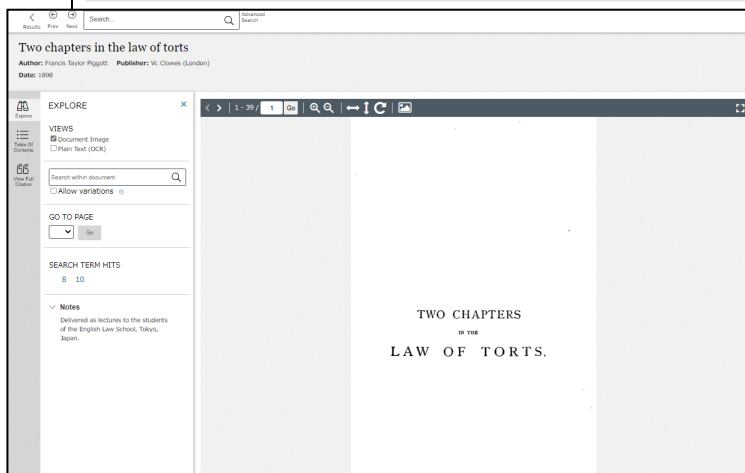 Results
Prev
Next
Search...
Advanced
Search
Two chapters in the law of torts
Author: Francis Taylor Piggott Publisher: W. Clowes (London)
Date: 1898
Explore
Table Of
Contents
View Full
Citation
EXPLORE
×
VIEWS
Document Image
Plain Text (OCR)
Search within document
Allow variations
GO TO PAGE
Go
SEARCH TERM HITS
8 10
Notes
Delivered as lectures to the students
of the English Law School, Tokyo,
Japan.
1 - 39 / 1 Go
TWO CHAPTERS
IN THE
LAW OF TORTS.